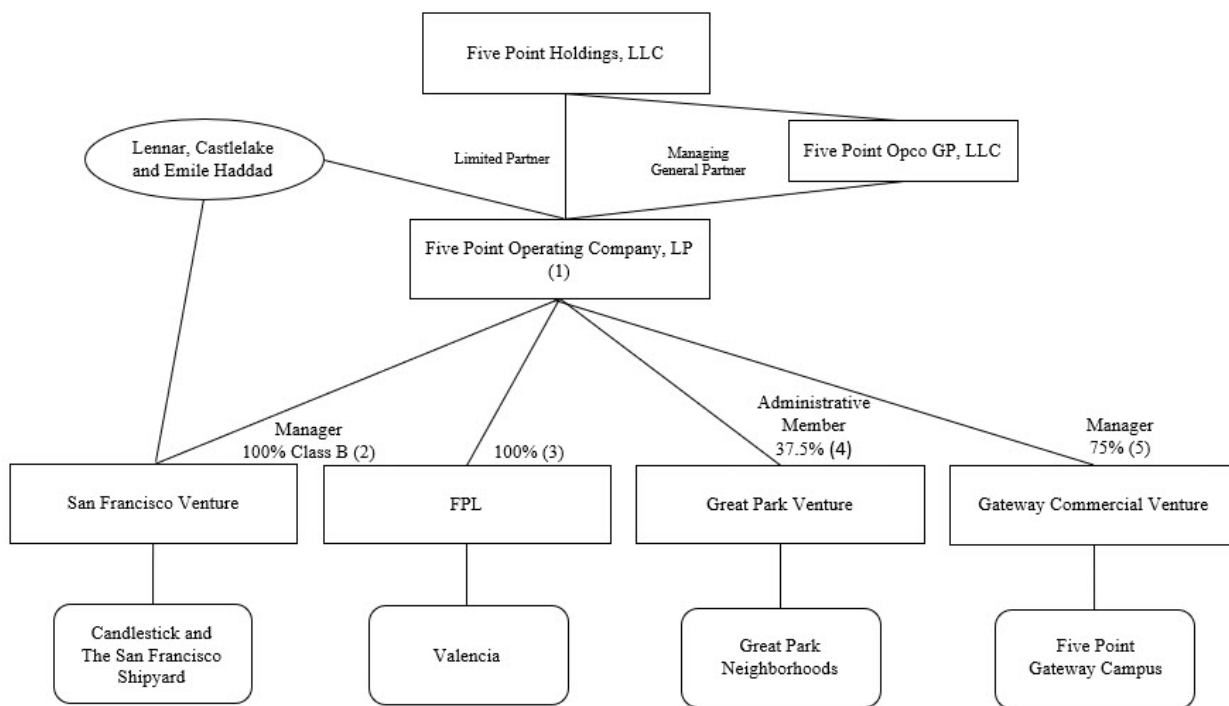 Five Point Holdings, LLC
Lennar, Castlelake
and Emile Haddad
Limited Partner
Managing
General Partner
Five Point Opco GP, LLC
Five Point Operating Company, LP
(1)
Manager
100% Class B (2)
100% (3)
Administrative
Member
37.5% (4)
Manager
75% (5)
San Francisco Venture
FPL
Great Park Venture
Gateway Commercial Venture
Candlestick and
The San Francisco
Shipyard
Valencia
Great Park
Neighborhoods
Five Point
Gateway Campus